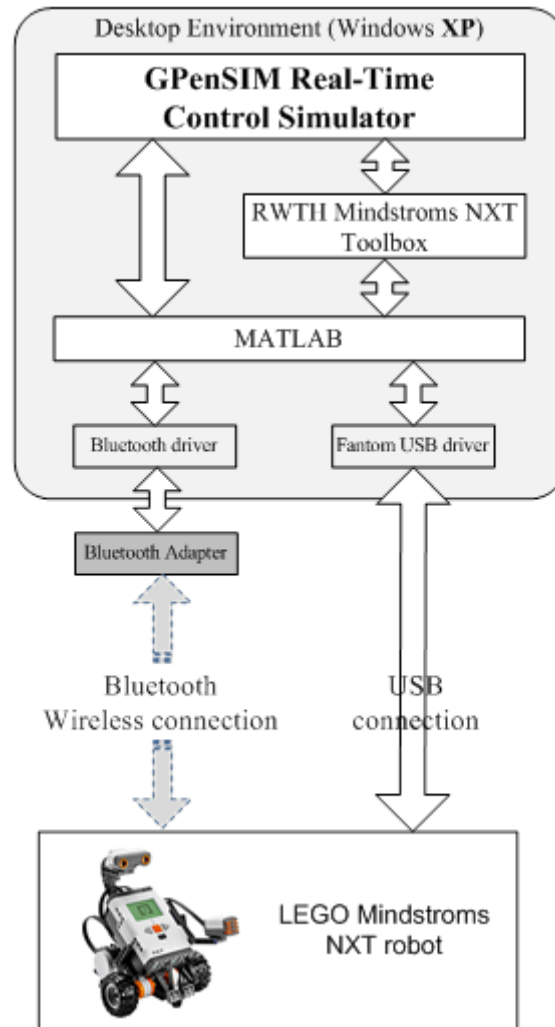 Desktop Environment (Windows XP)
GPenSIM Real-Time
Control Simulator
RWTH Mindstroms NXT
Toolbox
MATLAB
Bluetooth driver
Fantom USB driver
Bluetooth Adapter
Bluetooth
Wireless connection
USB
connection
LEGO Mindstroms
NXT robot